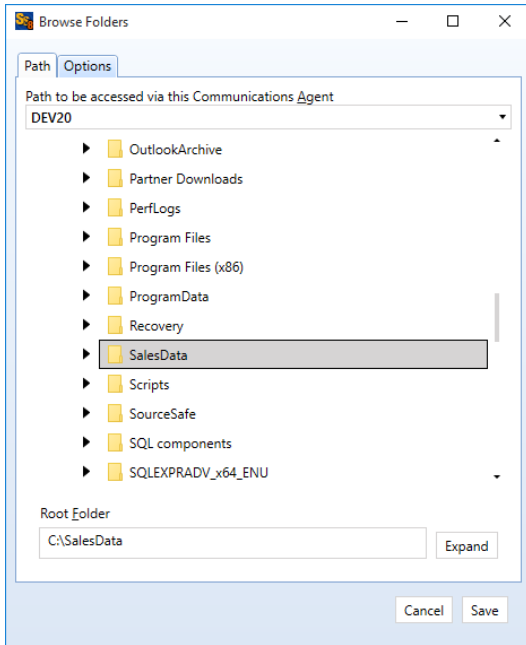 Browse Folders
Path Options
Path to be accessed via this Communications Agent
DEV20
OutlookArchive
Partner Downloads
PerfLogs
Program Files
Program Files (x86)
ProgramData
Recovery
SalesData
Scripts
SourceSafe
SQL components
SQLEXPRADV_x64_ENU
Root Folder
C:\SalesData
Expand
Cancel Save